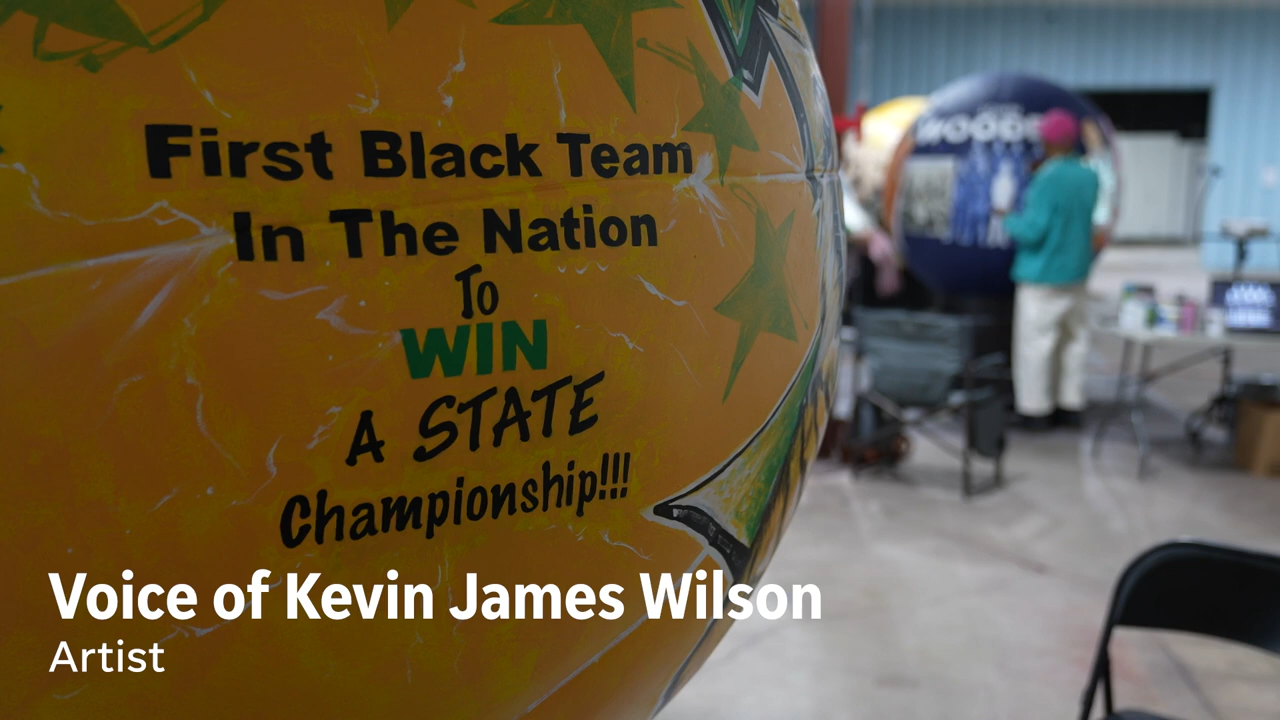 First Black Team
In The Nation
To
WIN
A STATE
Championship!!!
Voice of Kevin James Wilson
Artist